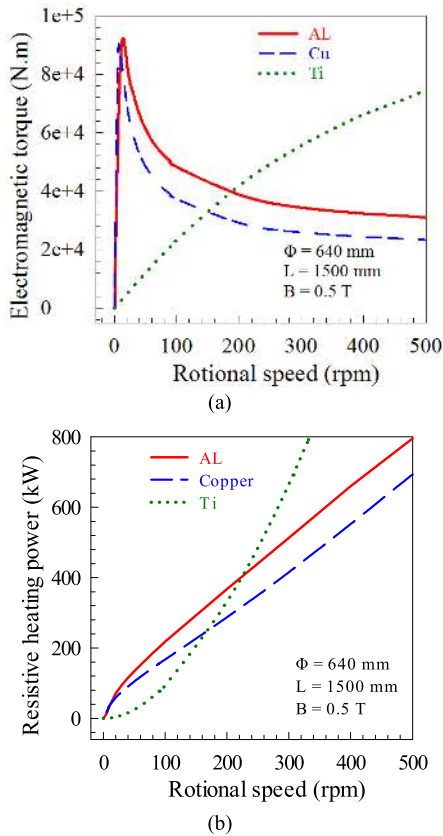 1e+5
8e+4
6e+4
4e+4
2e+4
0
Electromagnetic torque (N.m)
AL
Cu
Ti
Φ = 640 mm
L = 1500 mm
B = 0.5 T
0 100 200 300 400 500
Rotional speed (rpm)
(a)
800
600
400
200
0
Resistive heating power (kW)
AL
Copper
Ti
Φ = 640 mm
L = 1500 mm
B = 0.5 T
0 100 200 300 400 500
Rotional speed (rpm)
(b)